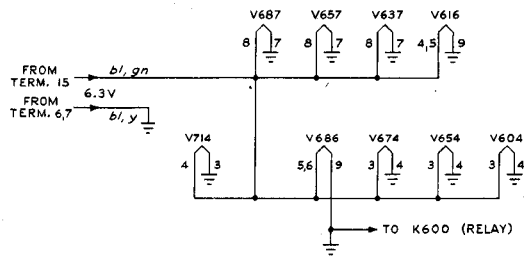 V687 V657 V637 V616
8 7 8 7 8 7 4,5 9
FROM TERM. 15 bl, gn
6.3V
FROM TERM. 6,7 bl, y
V714 V686 V674 V654 V604
4 3 5,6 9 3 4 3 4 3 4
TO K600 (RELAY)